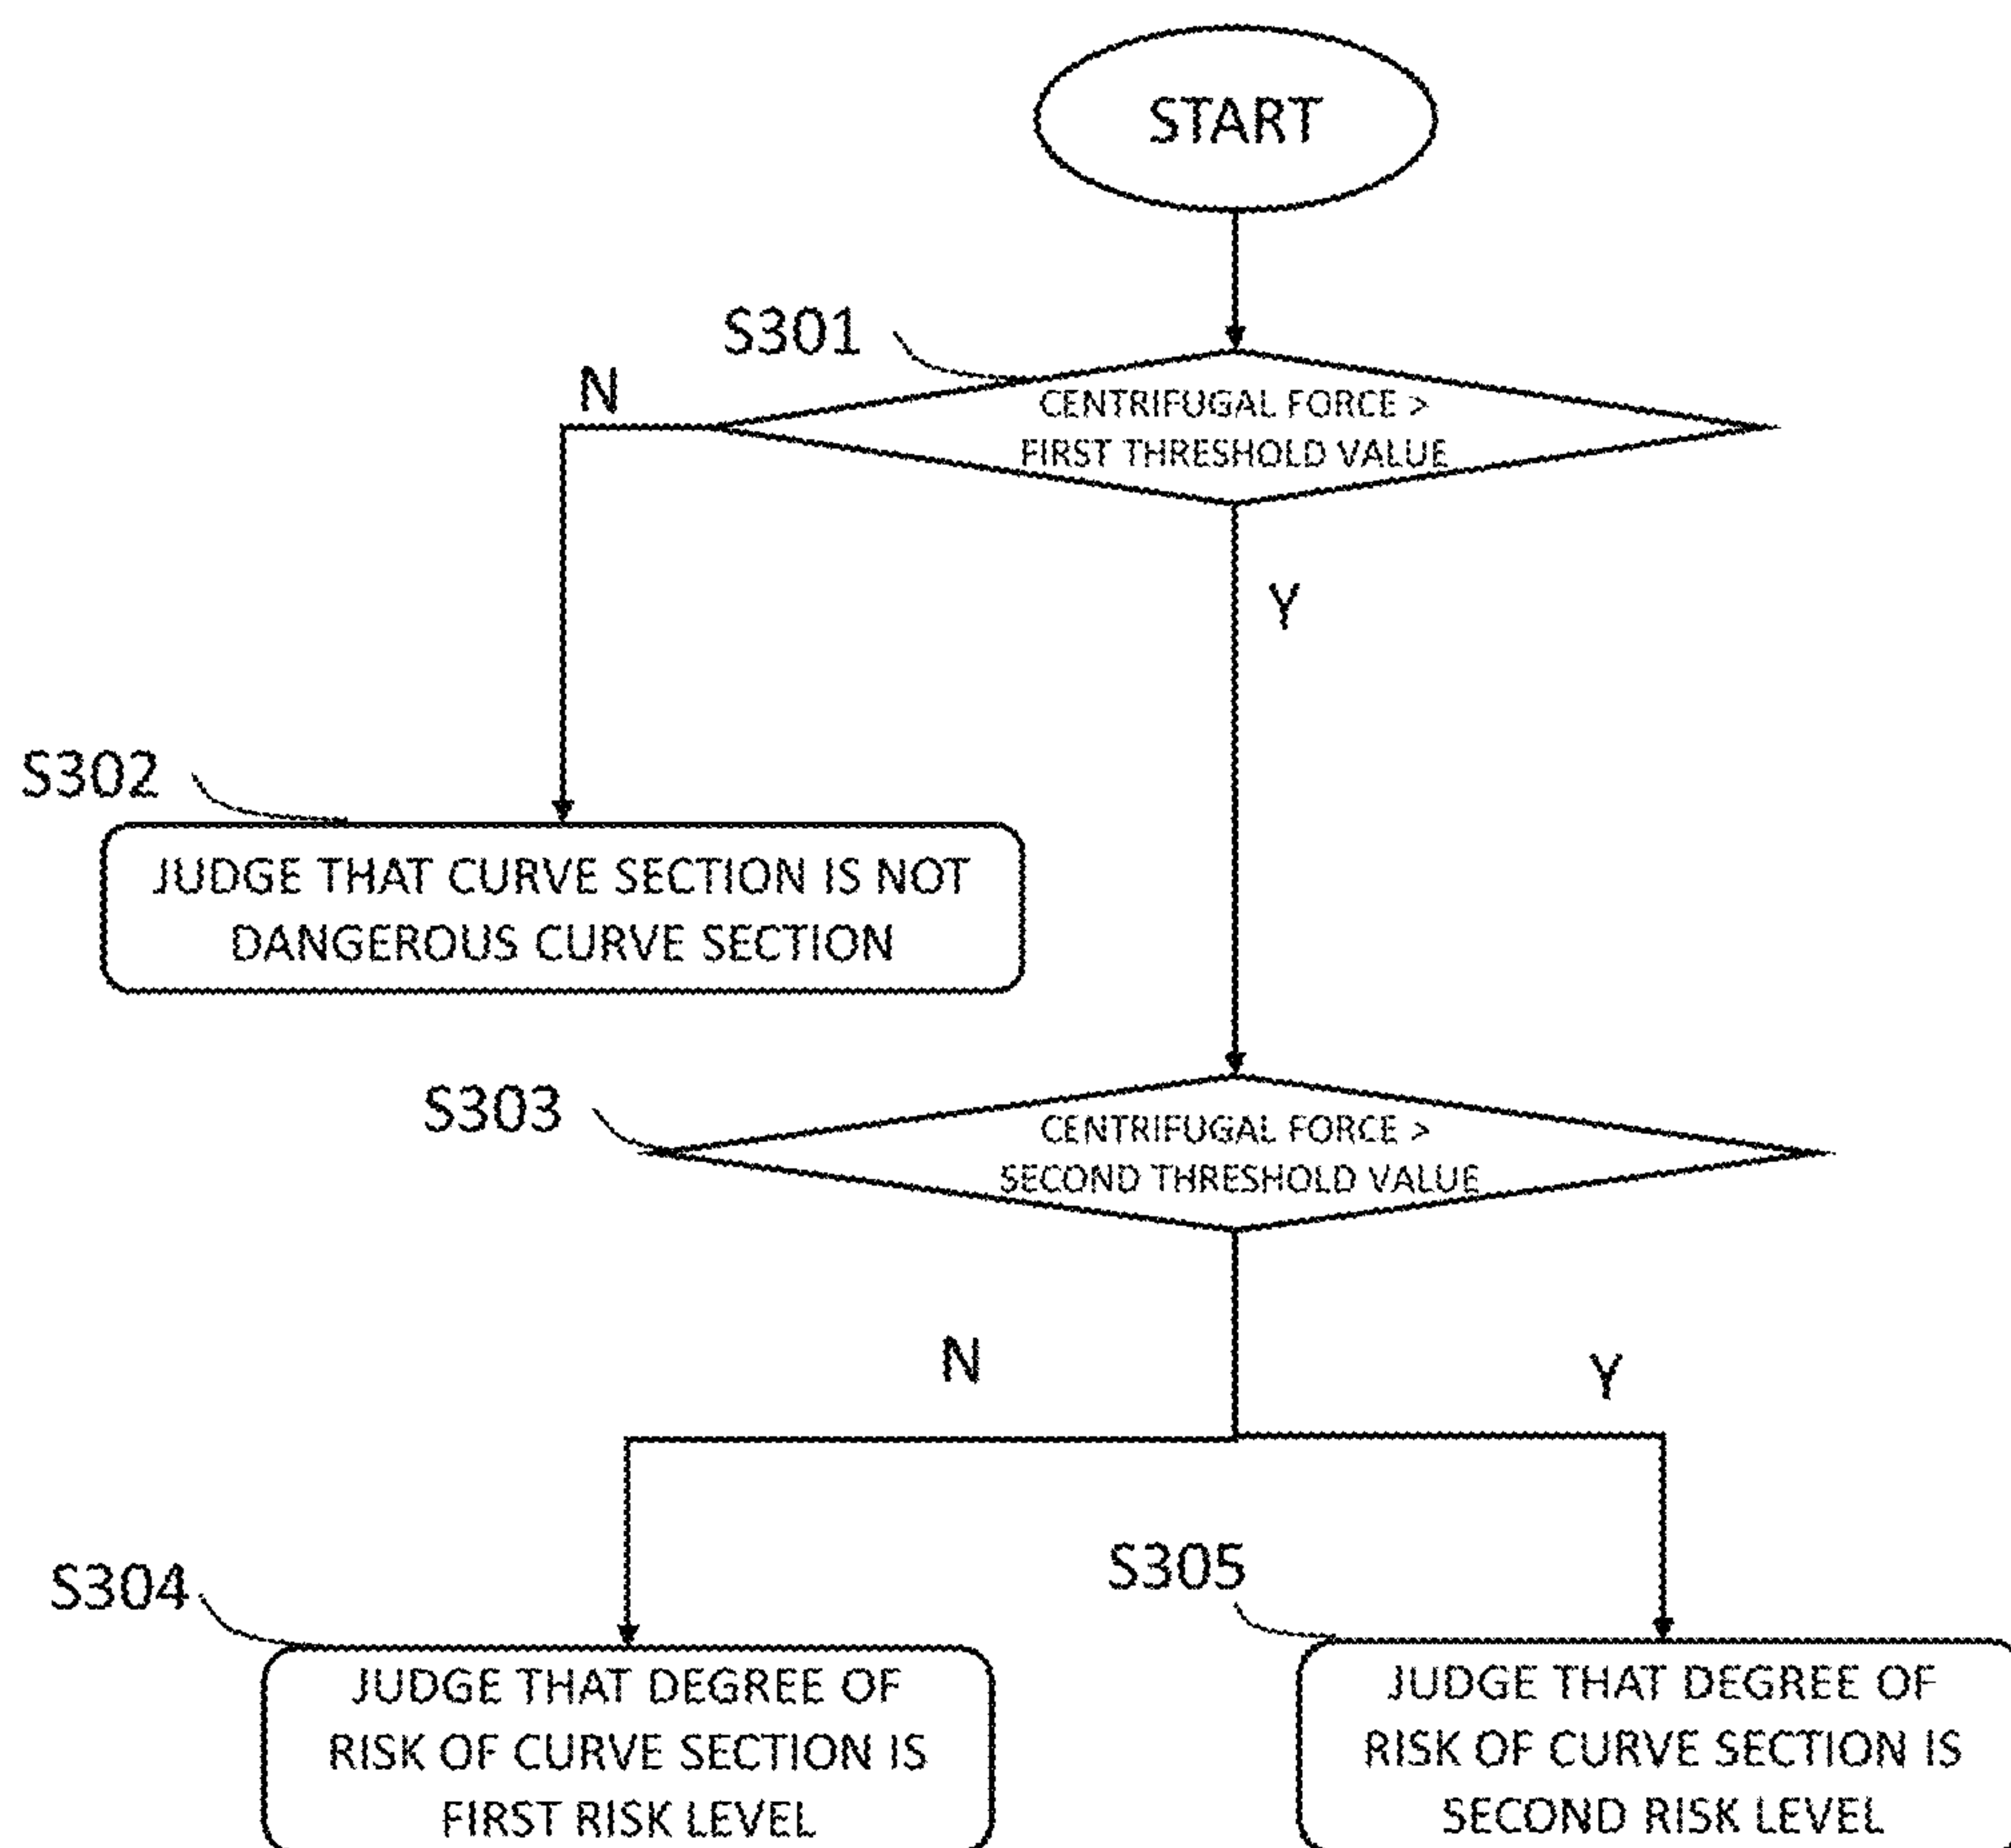 START
S301
N
CENTRIFUGAL FORCE >
FIRST THRESHOLD VALUE
Y
S302
JUDGE THAT CURVE SECTION IS NOT
DANGEROUS CURVE SECTION
S303
CENTRIFUGAL FORCE >
SECOND THRESHOLD VALUE
N
Y
S304
JUDGE THAT DEGREE OF
RISK OF CURVE SECTION IS
FIRST RISK LEVEL
S305
JUDGE THAT DEGREE OF
RISK OF CURVE SECTION IS
SECOND RISK LEVEL